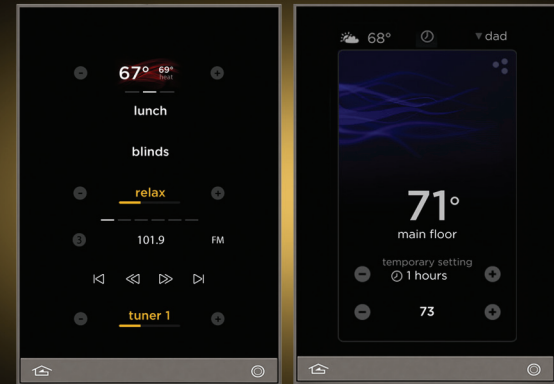 67° 69°
heat
lunch
blinds
- relax +
3 101.9 FM
- tuner 1 +
68° dad
71°
main floor
temporary setting
- 1 hours +
- 73 +